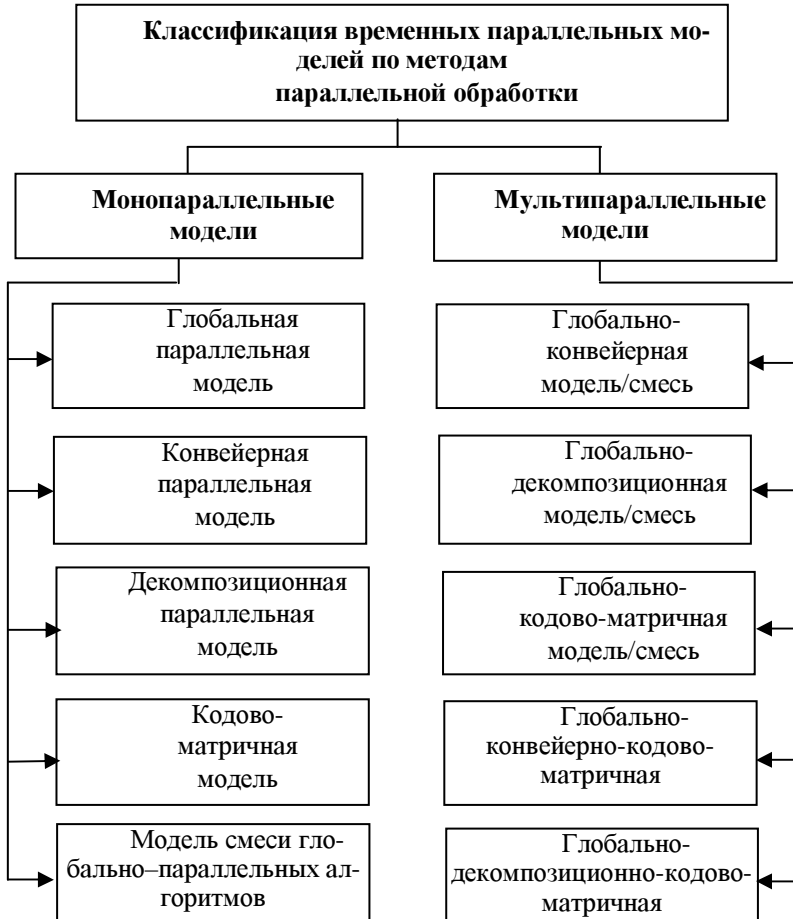 Классификация временных параллельных мо-
делей по методам
параллельной обработки
Монопараллельные
модели
Мультипараллельные
модели
Глобальная
параллельная
модель
Глобально-
конвейерная
модель/смесь
Конвейерная
параллельная
модель
Глобально-
декомпозиционная
модель/смесь
Декомпозиционная
параллельная
модель
Глобально-
кодово-матричная
модель/смесь
Кодово-
матричная
модель
Глобально-
конвейерно-кодово-
матричная
Модель смеси гло-
бально–параллельных ал-
горитмов
Глобально-
декомпозиционно-кодово-
матричная